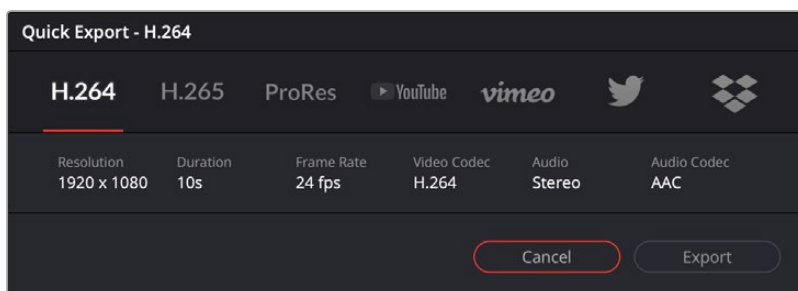 Quick Export - H.264
H.264 H.265 ProRes YouTube vimeo
Resolution Duration Frame Rate Video Codec Audio Audio Codec
1920 x 1080 10s 24 fps H.264 Stereo AAC
Cancel Export